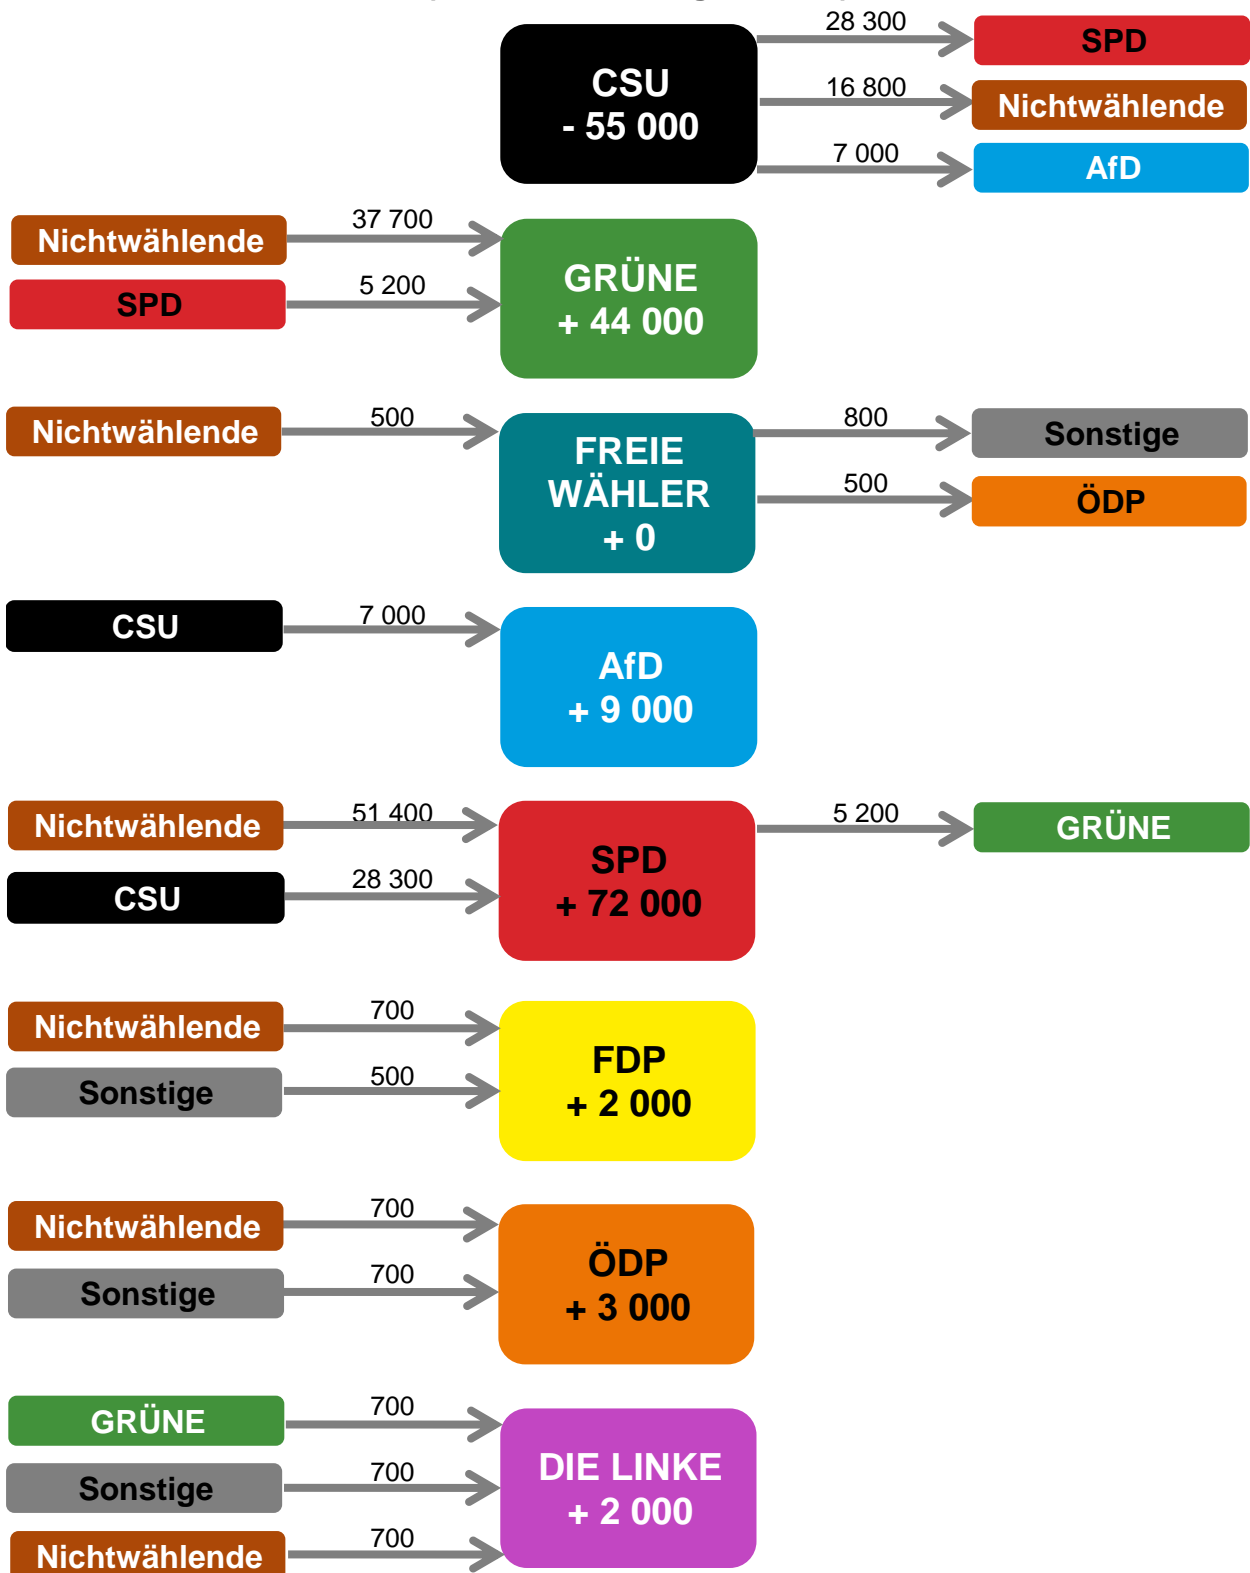 28 300
SPD
CSU
- 55 000
16 800
Nichtwählende
7 000
AfD
Nichtwählende
37 700
SPD
5 200
GRÜNE
+ 44 000
Nichtwählende
500
FREIE
WÄHLER
+ 0
800
Sonstige
500
ÖDP
CSU
7 000
AfD
+ 9 000
Nichtwählende
51 400
CSU
28 300
SPD
+ 72 000
5 200
GRÜNE
Nichtwählende
700
Sonstige
500
FDP
+ 2 000
Nichtwählende
700
Sonstige
700
ÖDP
+ 3 000
GRÜNE
700
Sonstige
700
Nichtwählende
700
DIE LINKE
+ 2 000